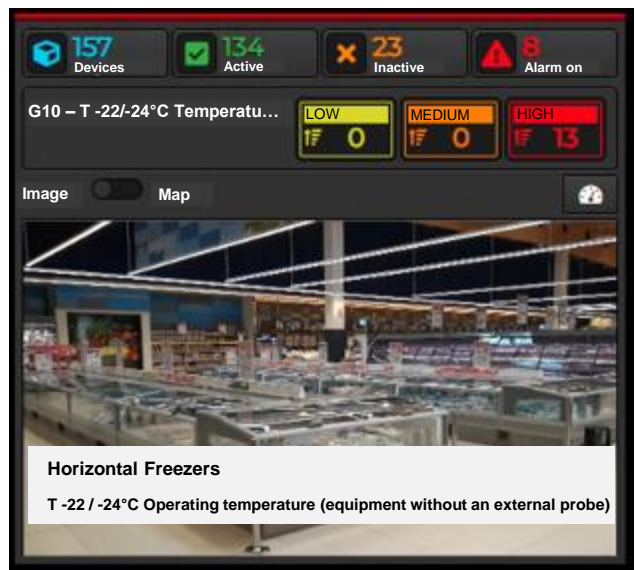 157
Devices
134
Active
23
Inactive
8
Alarm on
G10 – T -22/-24°C Temperatu...
LOW
0
MEDIUM
0
HIGH
13
Image
Map
Horizontal Freezers
T -22 / -24°C Operating temperature (equipment without an external probe)